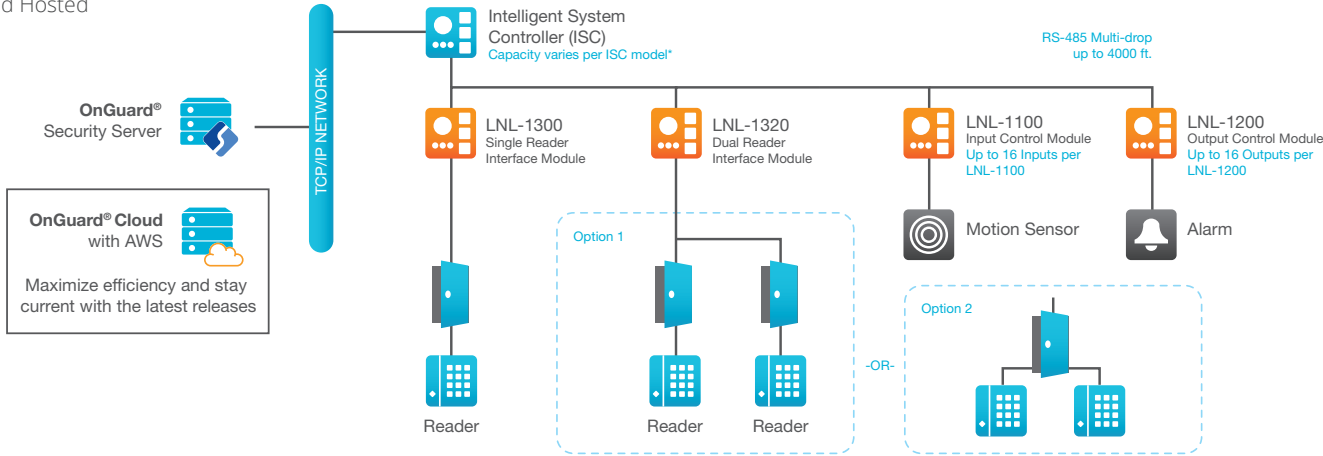 d Hosted
Intelligent System
Controller (ISC)
Capacity varies per ISC model*
RS-485 Multi-drop
up to 4000 ft.
OnGuard®
Security Server
TCP/IP NETWORK
LNL-1300
Single Reader
Interface Module
LNL-1320
Dual Reader
Interface Module
LNL-1100
Input Control Module
Up to 16 Inputs per
LNL-1100
LNL-1200
Output Control Module
Up to 16 Outputs per
LNL-1200
OnGuard® Cloud
with AWS
Maximize efficiency and stay
current with the latest releases
Motion Sensor
Alarm
Option 1
Reader
Reader
Reader
-OR-
Option 2